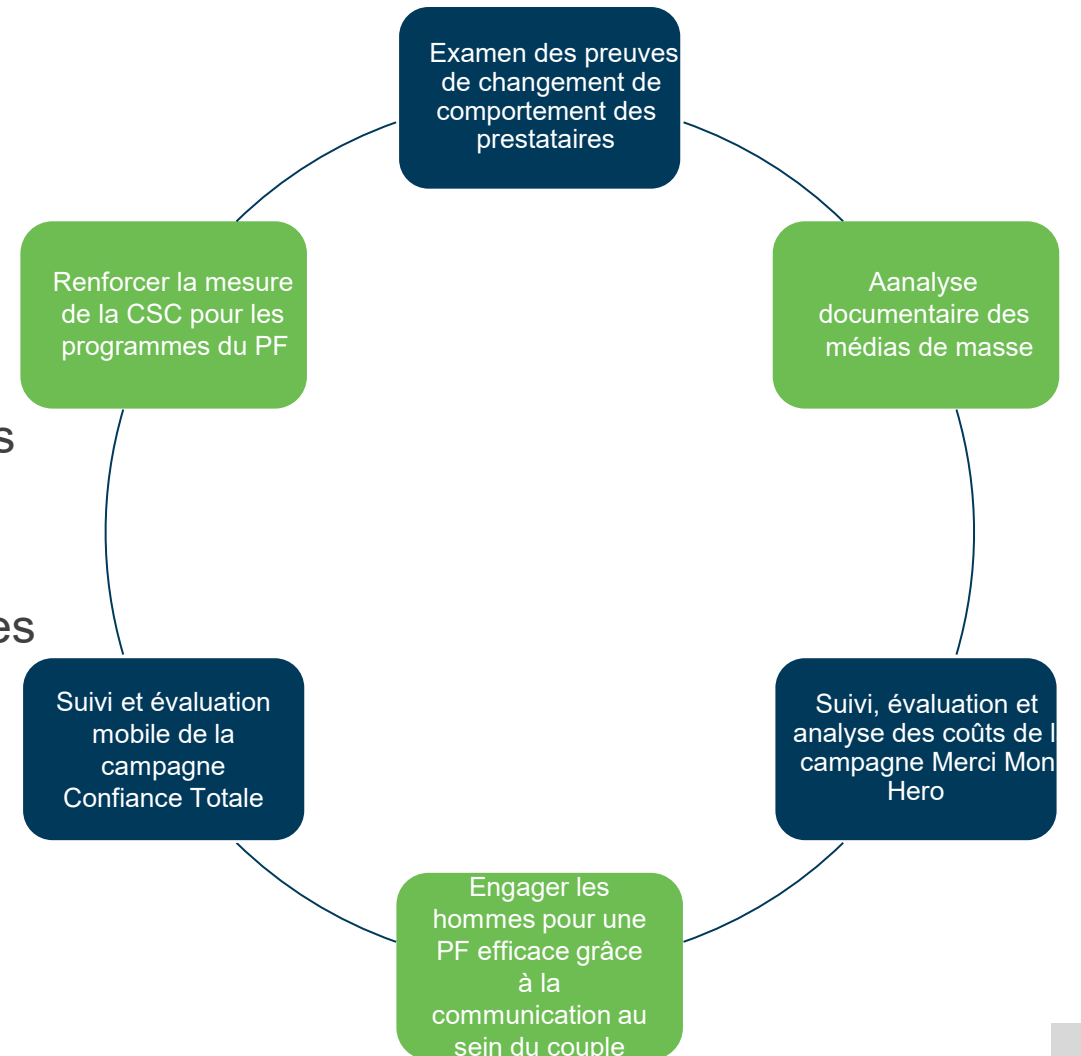 Examen des preuves
de changement de
comportement des
prestataires
Renforcer la mesure
de la CSC pour les
programmes du PF
Aanalyse
documentaire des
médias de masse
s
es
Suivi et évaluation
mobile de la
campagne
Confiance Totale
Suivi, évaluation et
analyse des coûts de l
campagne Merci Mon
Hero
Engager les
hommes pour une
PF efficace grâce
à la
communication au
sein du couple